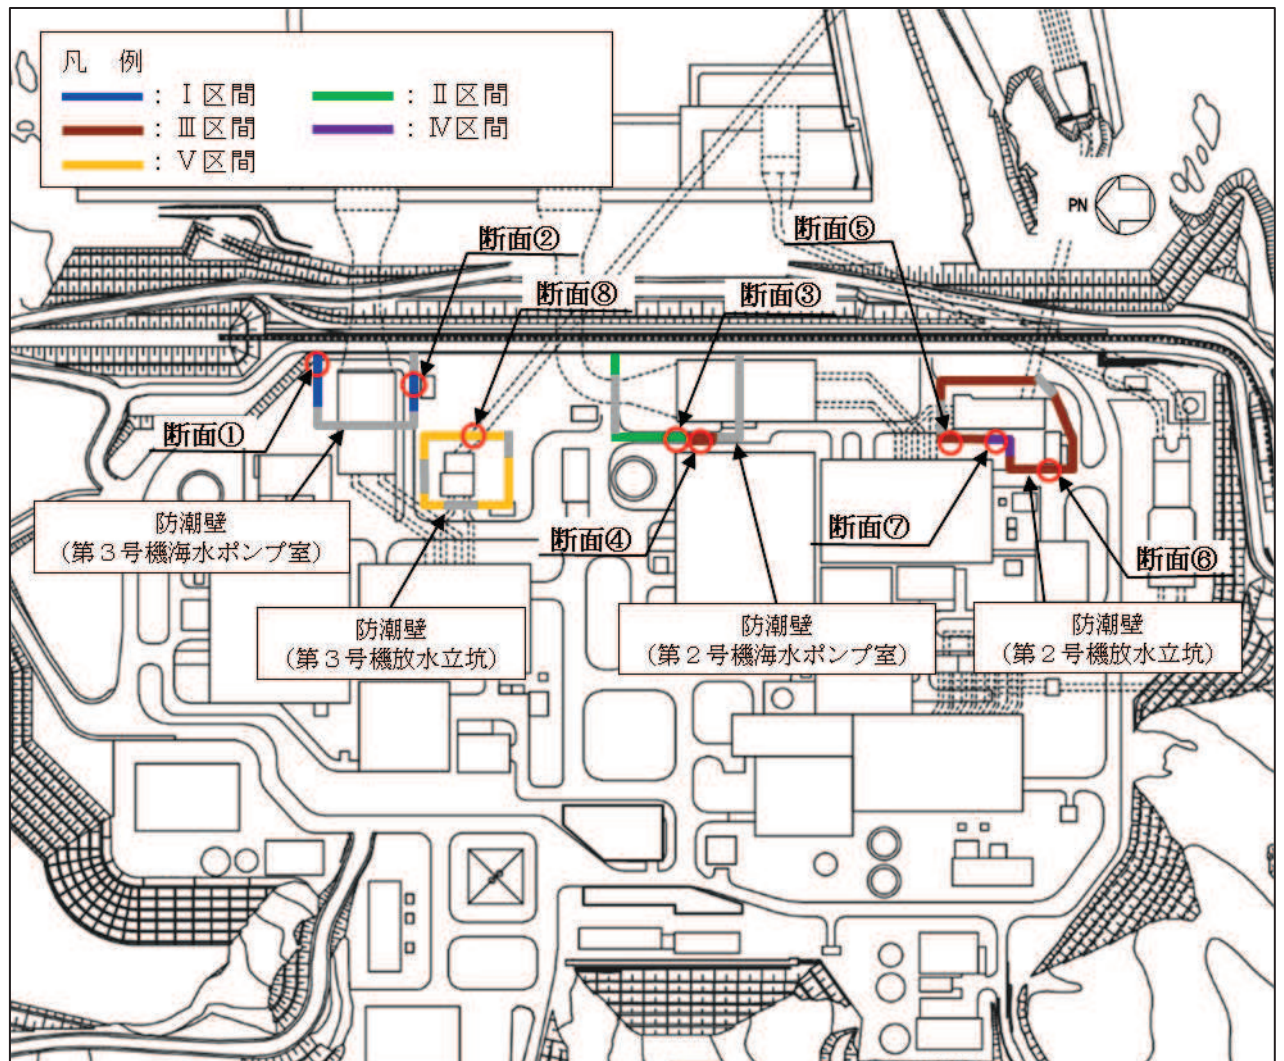 凡　例
：Ⅰ区間
：Ⅱ区間
：Ⅲ区間
：Ⅳ区間
：Ⅴ区間
PN
断面②
断面⑤
断面⑧
断面③
断面①
防潮壁
（第３号機海水ポンプ室）
断面④
断面⑦
断面⑥
防潮壁
（第３号機放水立坑）
防潮壁
（第２号機海水ポンプ室）
防潮壁
（第２号機放水立坑）